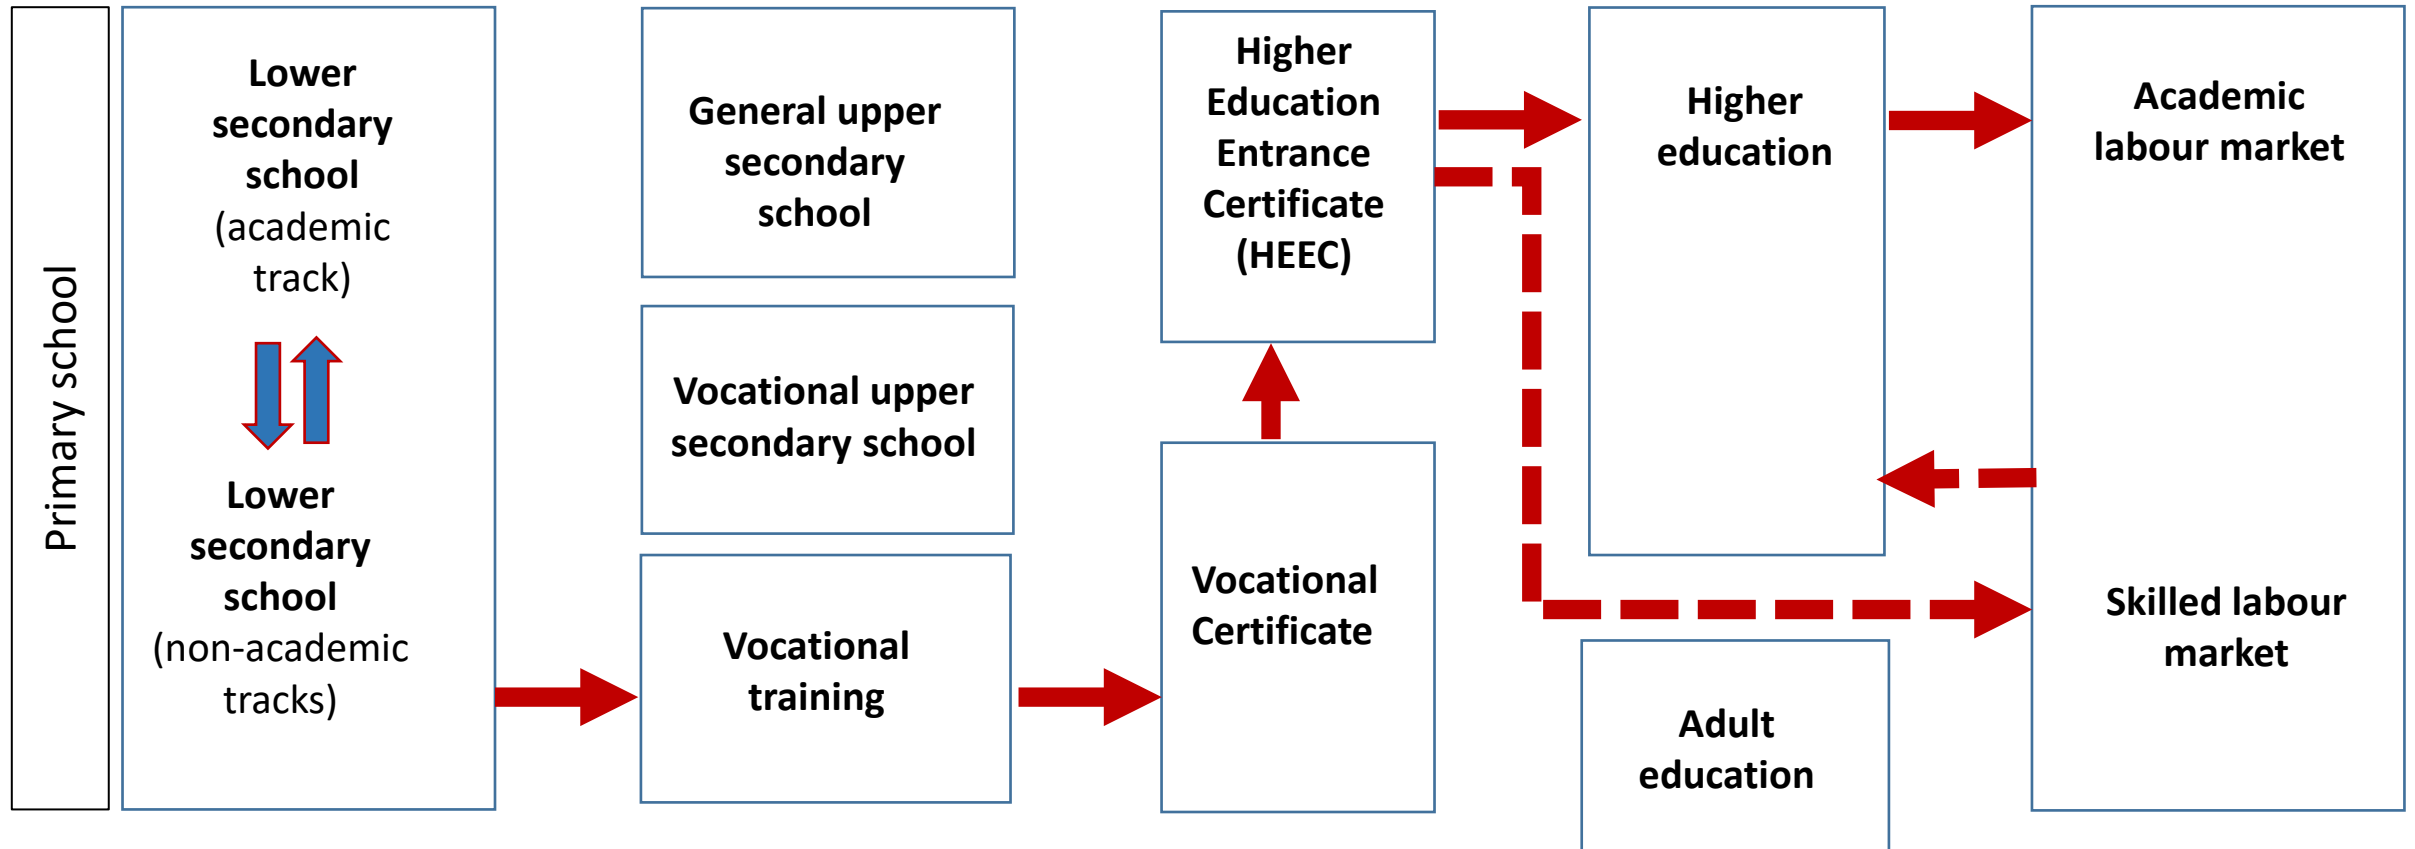 Primary school
Lower
secondary
school
(academic
track)
Lower
secondary
school
(non-academic
tracks)
General upper
secondary
school
Vocational upper
secondary school
Vocational
training
Higher
Education
Entrance
Certificate
(HEEC)
Vocational
Certificate
Higher
education
Adult
education
Academic
labour market
Skilled labour
market